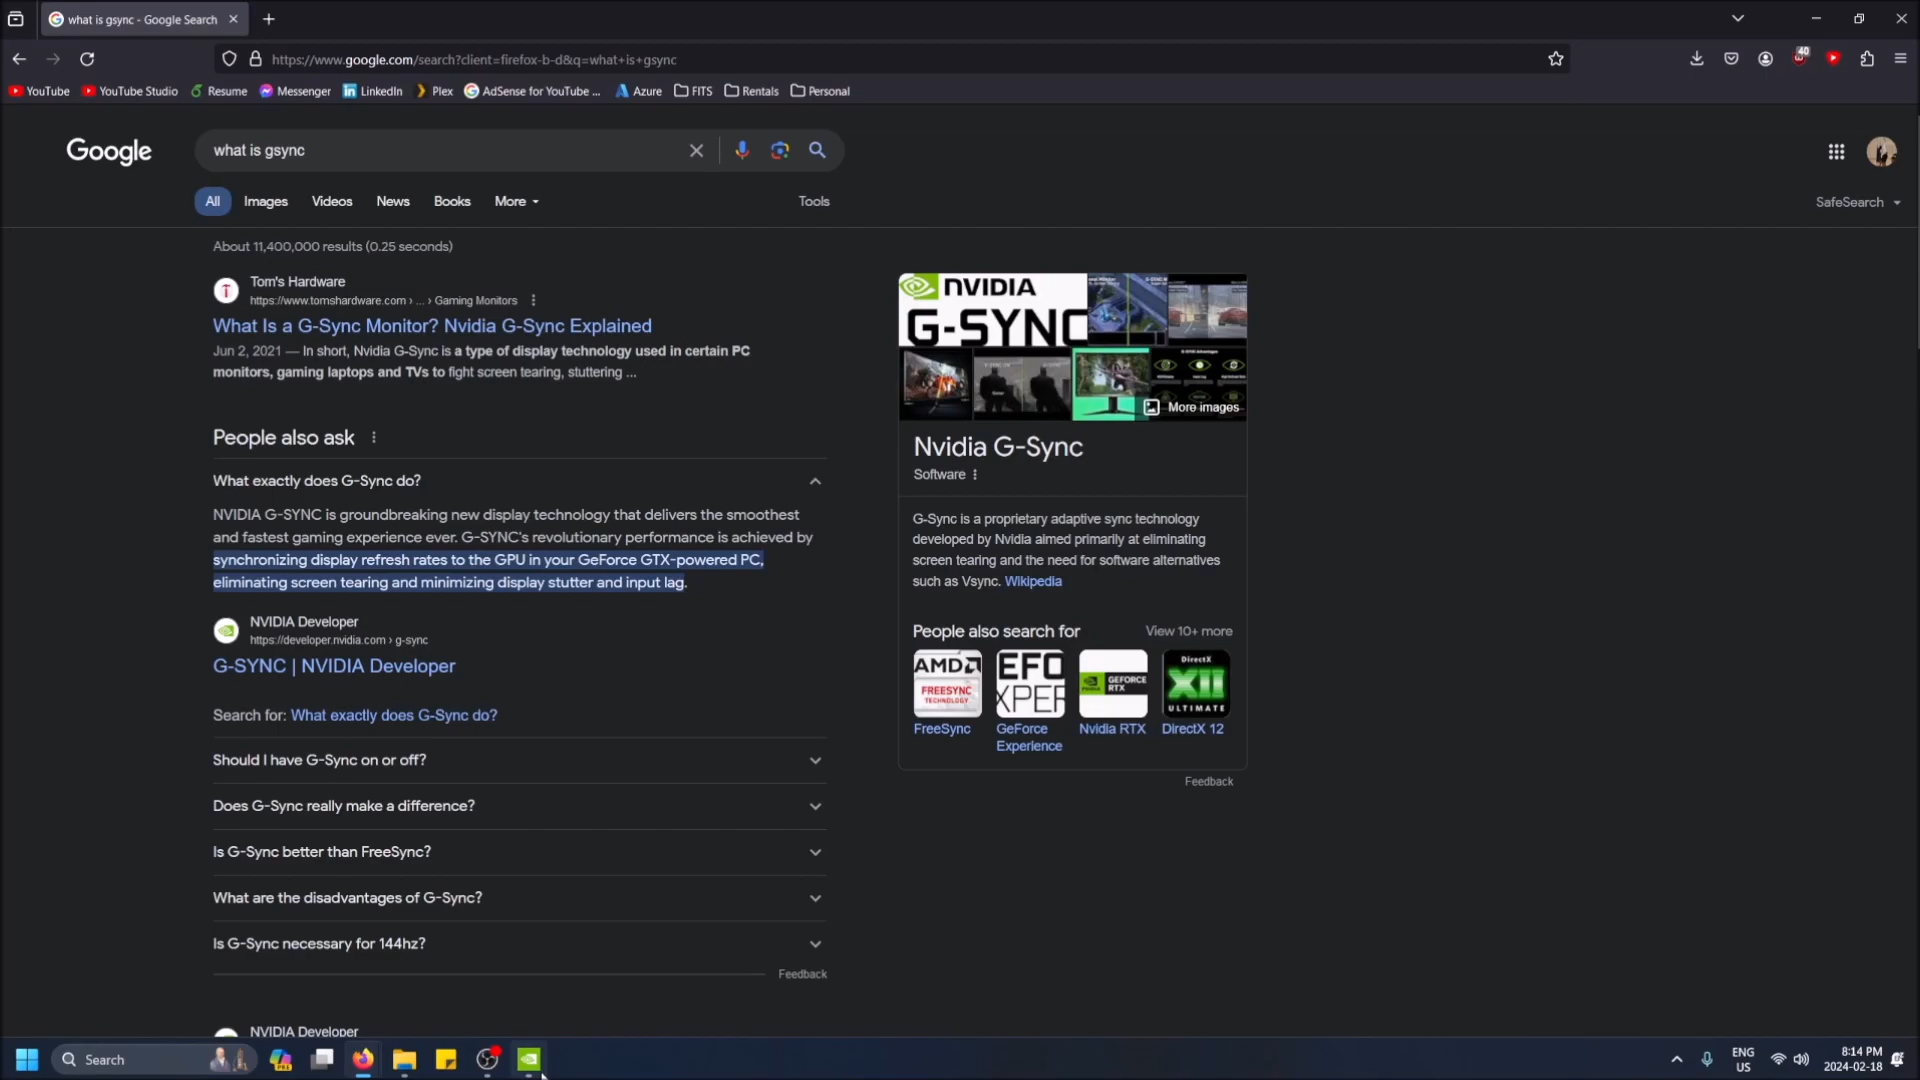 what is gsync - Google Search
https://www.google.com/search?client=firefox-b-d&q=what+is+gsync
40
YouTube
YouTube Studio
Resume
Messenger
LinkedIn
Plex
AdSense for YouTube ...
Azure
FITS
Rentals
Personal
Google
what is gsync
All
Images
Videos
News
Books
More
Tools
SafeSearch
About 11,400,000 results (0.25 seconds)
Tom's Hardware
https://www.tomshardware.com › ... › Gaming Monitors
What Is a G-Sync Monitor? Nvidia G-Sync Explained
Jun 2, 2021 — In short, Nvidia G-Sync is a type of display technology used in certain PC
monitors, gaming laptops and TVs to fight screen tearing, stuttering ...
People also ask
What exactly does G-Sync do?
NVIDIA G-SYNC is groundbreaking new display technology that delivers the smoothest
and fastest gaming experience ever. G-SYNC's revolutionary performance is achieved by
synchronizing display refresh rates to the GPU in your GeForce GTX-powered PC,
eliminating screen tearing and minimizing display stutter and input lag.
NVIDIA Developer
https://developer.nvidia.com › g-sync
G-SYNC | NVIDIA Developer
Search for: What exactly does G-Sync do?
Should I have G-Sync on or off?
Does G-Sync really make a difference?
Is G-Sync better than FreeSync?
What are the disadvantages of G-Sync?
Is G-Sync necessary for 144hz?
Feedback
NVIDIA Developer
NVIDIA
G-SYNC
More images
Nvidia G-Sync
Software
G-Sync is a proprietary adaptive sync technology
developed by Nvidia aimed primarily at eliminating
screen tearing and the need for software alternatives
such as Vsync. Wikipedia
People also search for
View 10+ more
AMD
FREESYNC
TECHNOLOGY
EFO
XPER
GEFORCE
RTX
DirectX
XII
ULTIMATE
FreeSync
GeForce
Experience
Nvidia RTX
DirectX 12
Feedback
Search
ENG
US
8:14 PM
2024-02-18